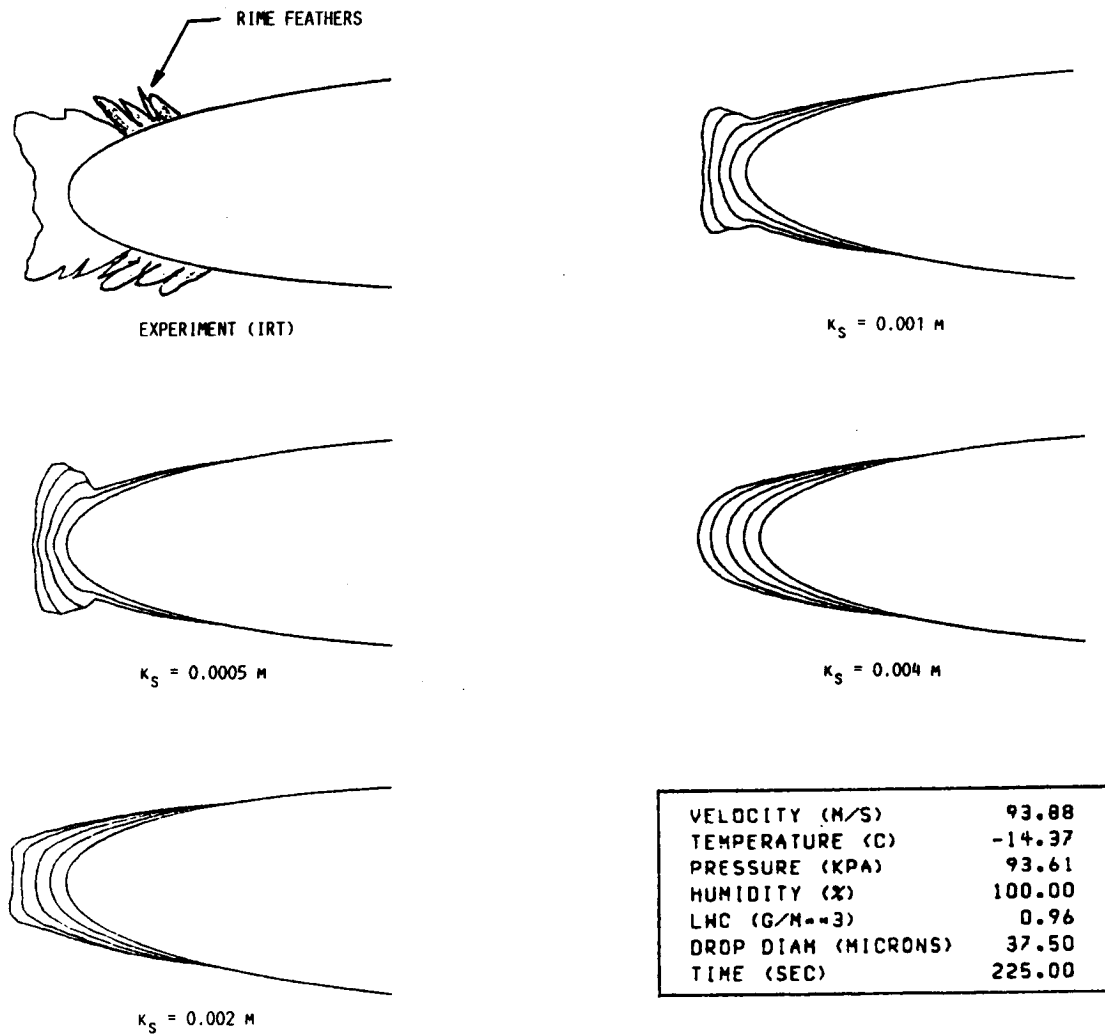 RIME FEATHERS
EXPERIMENT (IRT)
K_S = 0.001 M
K_S = 0.0005 M
K_S = 0.004 M
K_S = 0.002 M
VELOCITY (M/S) 93.88
TEMPERATURE (C) -14.37
PRESSURE (KPA) 93.61
HUMIDITY (%) 100.00
LWC (G/M**3) 0.96
DROP DIAM (MICRONS) 37.50
TIME (SEC) 225.00